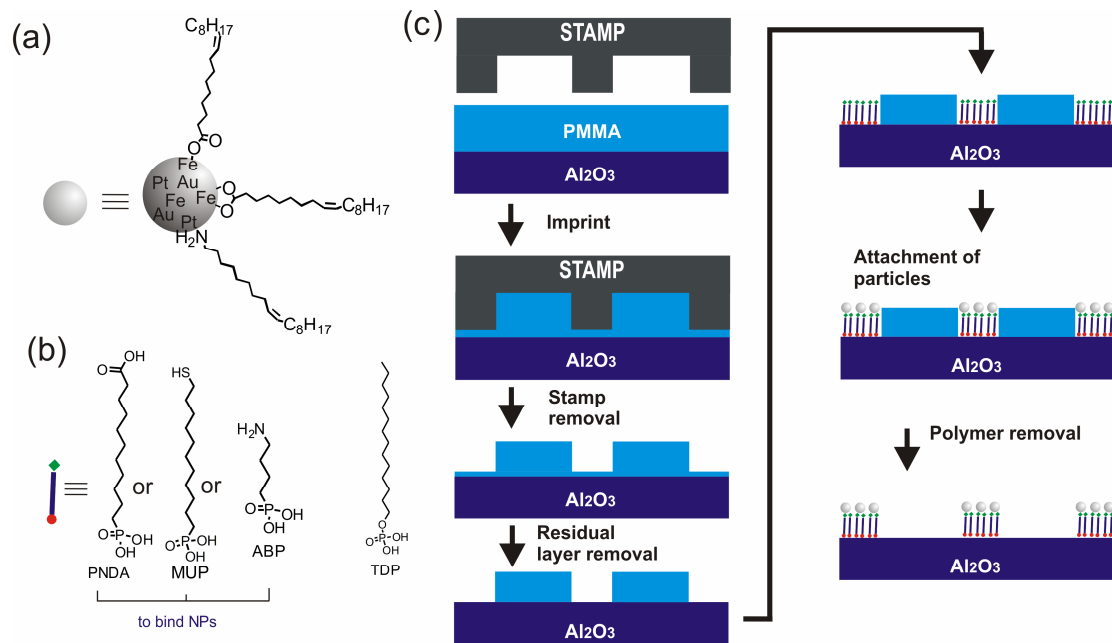 (a)
C₈H₁₇
O
O
Fe
Pt
Au
O
Fe
Fe
O
C₈H₁₇
Au
Pt
H₂N
C₈H₁₇
(b)
OH
O
HS
H₂N
or
or
O
P
OH
OH
O
P
OH
OH
O
P
OH
OH
O
O
P
OH
OH
PNDA
MUP
ABP
TDP
to bind NPs
(c)
STAMP
PMMA
Al₂O₃
Imprint
STAMP
Al₂O₃
Stamp
removal
Al₂O₃
Residual
layer removal
Al₂O₃
Al₂O₃
Attachment of
particles
Al₂O₃
Polymer removal
Al₂O₃